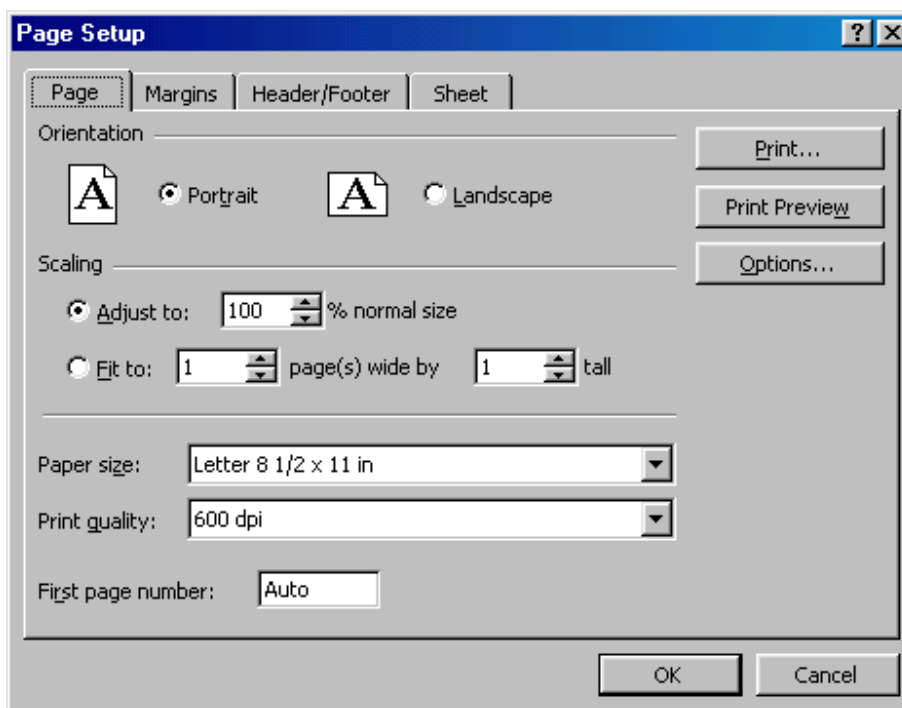 Page Setup
Page Margins Header/Footer Sheet
Orientation
A Portrait A Landscape
Print...
Print Preview
Options...
Scaling
Adjust to: 100 % normal size
Fit to: 1 page(s) wide by 1 tall
Paper size: Letter 8 1/2 x 11 in
Print quality: 600 dpi
First page number: Auto
OK Cancel